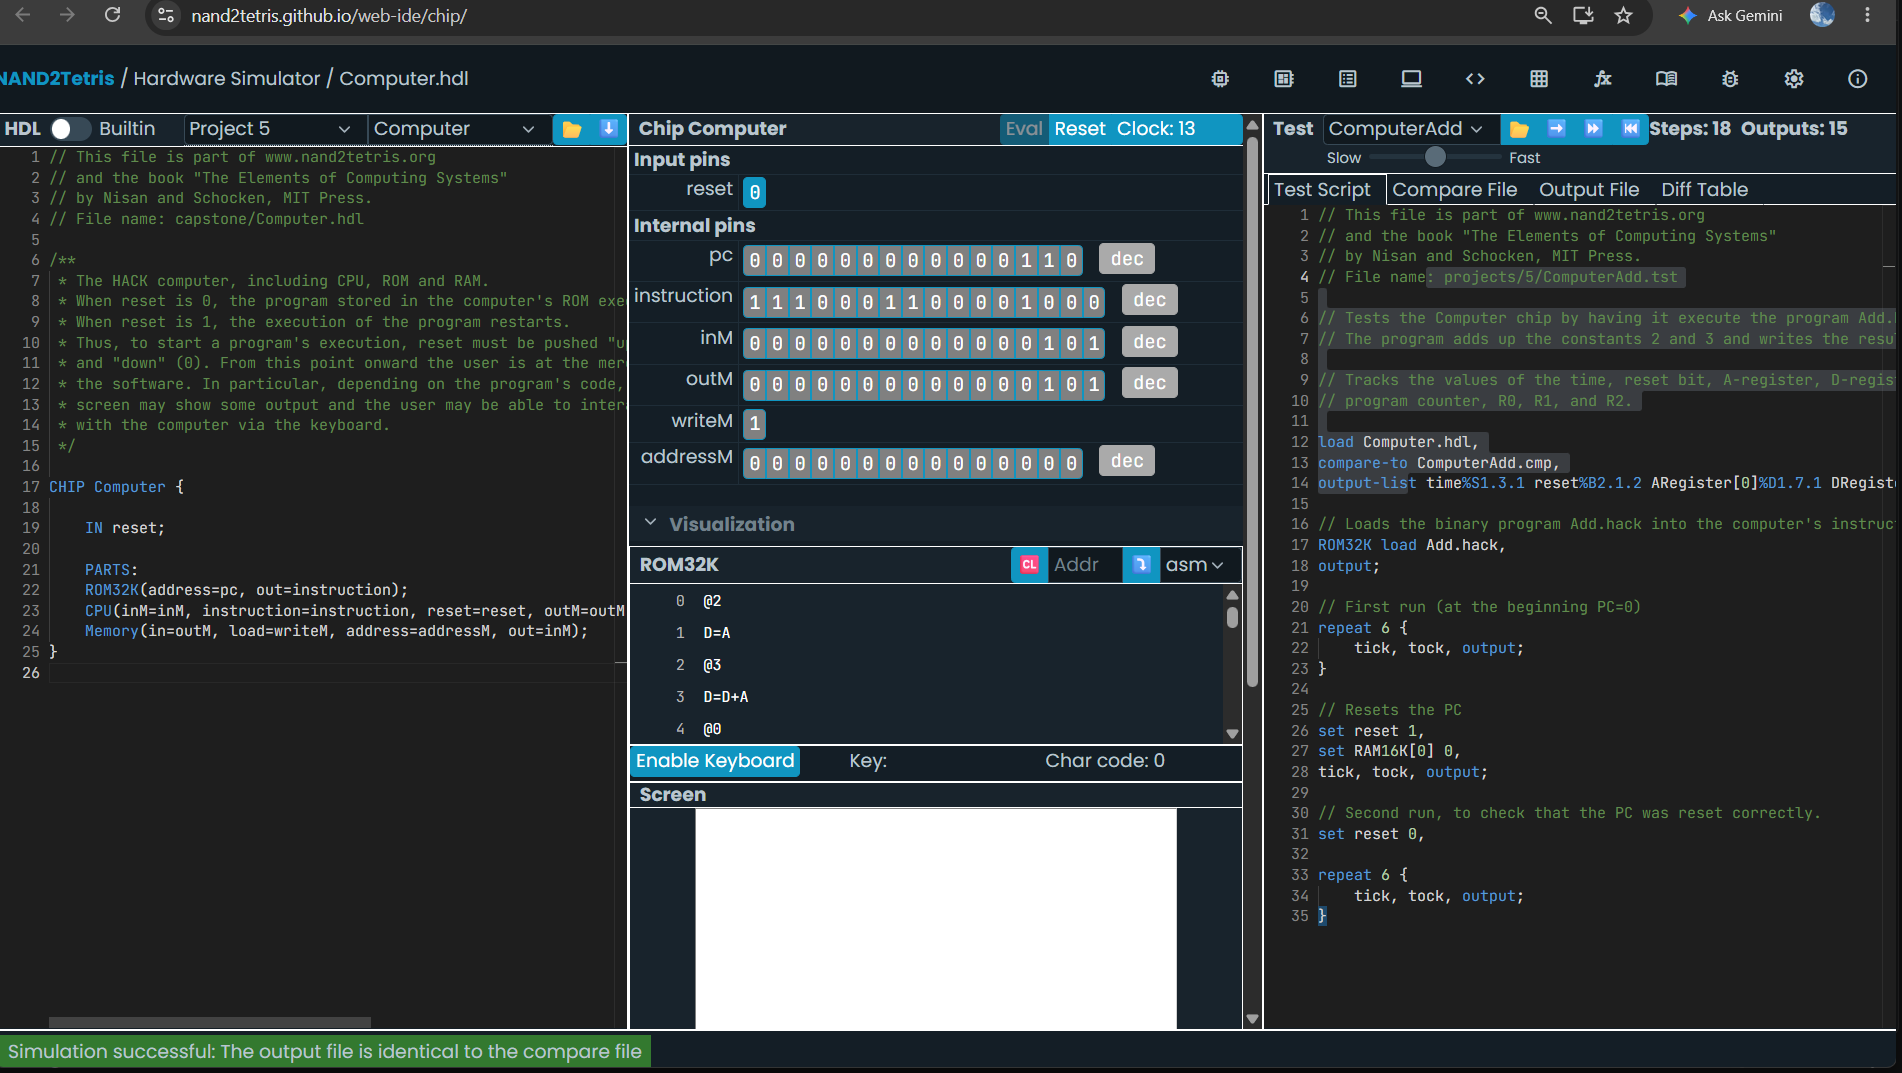 nand2tetris.github.io/web-ide/chip/
Ask Gemini
NAND2Tetris / Hardware Simulator / Computer.hdl
HDL Builtin Project 5 Computer
1 // This file is part of www.nand2tetris.org
2 // and the book "The Elements of Computing Systems"
3 // by Nisan and Schocken, MIT Press.
4 // File name: capstone/Computer.hdl
5
6 /**
7 * The HACK computer, including CPU, ROM and RAM.
8 * When reset is 0, the program stored in the computer's ROM exe
9 * When reset is 1, the execution of the program restarts.
10 * Thus, to start a program's execution, reset must be pushed "u
11 * and "down" (0). From this point onward the user is at the mer
12 * the software. In particular, depending on the program's code,
13 * screen may show some output and the user may be able to inter
14 * with the computer via the keyboard.
15 */
16
17 CHIP Computer {
18
19 IN reset;
20
21 PARTS:
22 ROM32K(address=pc, out=instruction);
23 CPU(inM=inM, instruction=instruction, reset=reset, outM=outM
24 Memory(in=outM, load=writeM, address=addressM, out=inM);
25 }
26
Chip Computer Eval Reset Clock: 13
Input pins
reset 0
Internal pins
pc 0 0 0 0 0 0 0 0 0 0 0 0 1 1 0 dec
instruction 1 1 1 0 0 0 1 1 0 0 0 0 1 0 0 0 dec
inM 0 0 0 0 0 0 0 0 0 0 0 0 0 1 0 1 dec
outM 0 0 0 0 0 0 0 0 0 0 0 0 0 1 0 1 dec
writeM 1
addressM 0 0 0 0 0 0 0 0 0 0 0 0 0 0 0 dec
Visualization
ROM32K CL Addr asm
0 @2
1 D=A
2 @3
3 D=D+A
4 @0
Enable Keyboard Key: Char code: 0
Screen
Test ComputerAdd Steps: 18 Outputs: 15
Slow Fast
Test Script Compare File Output File Diff Table
1 // This file is part of www.nand2tetris.org
2 // and the book "The Elements of Computing Systems"
3 // by Nisan and Schocken, MIT Press.
4 // File name: projects/5/ComputerAdd.tst
5
6 // Tests the Computer chip by having it execute the program Add.
7 // The program adds up the constants 2 and 3 and writes the resu
8
9 // Tracks the values of the time, reset bit, A-register, D-regis
10 // program counter, R0, R1, and R2.
11
12 load Computer.hdl,
13 compare-to ComputerAdd.cmp,
14 output-list time%S1.3.1 reset%B2.1.2 ARegister[0]%D1.7.1 DRegiste
15
16 // Loads the binary program Add.hack into the computer's instruc
17 ROM32K load Add.hack,
18 output;
19
20 // First run (at the beginning PC=0)
21 repeat 6 {
22 tick, tock, output;
23 }
24
25 // Resets the PC
26 set reset 1,
27 set RAM16K[0] 0,
28 tick, tock, output;
29
30 // Second run, to check that the PC was reset correctly.
31 set reset 0,
32
33 repeat 6 {
34 tick, tock, output;
35 }
Simulation successful: The output file is identical to the compare file